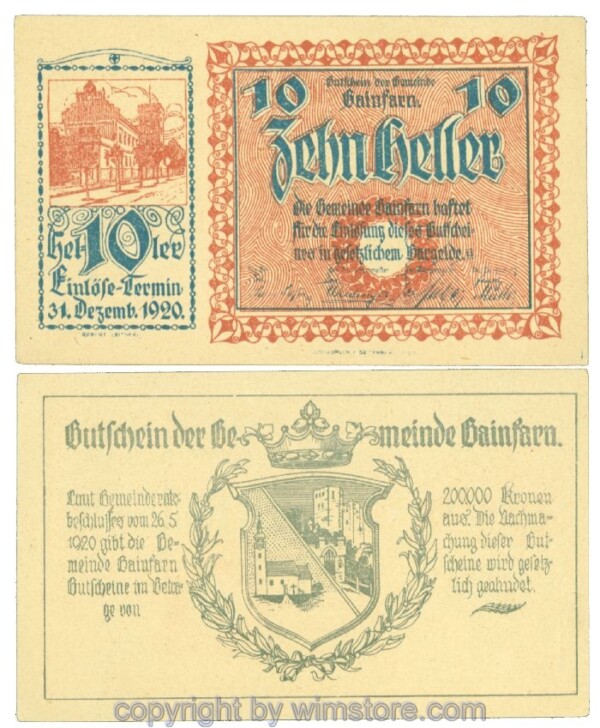 10 Gutschein der Gemeinde 10
Gainfarn.
Zehn Heller
Die Gemeinde Gainfarn haftet
für die Einlösung dieses Gutschei-
nes in gesetzlichem Bargelde.
Hel 10 ler
Einlöse-Termin
31. Dezemb. 1920.
Gutschein der Ge-meinde Gainfarn.
Laut Gemeinderats-
beschlusses vom 26.5.
1920 gibt die Ge-
meinde Gainfarn
Gutscheine im Betra-
ge von
200.000 Kronen
aus. Die Nachma-
chung dieser Gut-
scheine wird gesetz-
lich geahndet.
copyright by wimstore.com